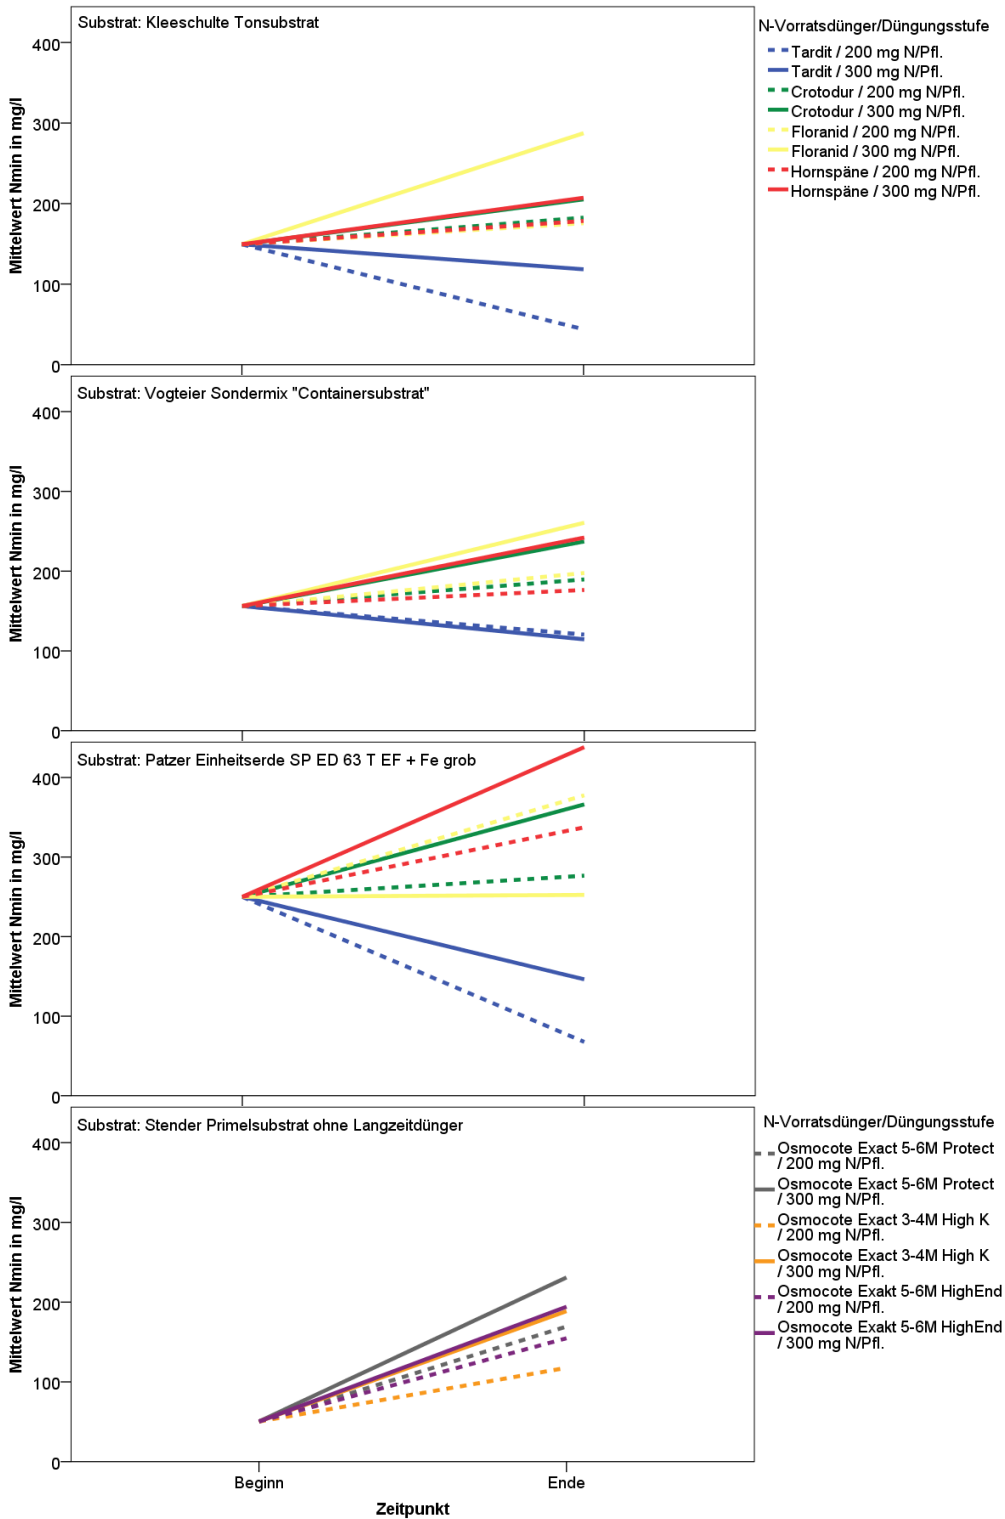 Substrat: Kleeschulte Tonsubstrat
400
300
200
100
0
Mittelwert Nmin in mg/l
N-Vorratsdünger/Düngungsstufe
Tardit / 200 mg N/Pfl.
Tardit / 300 mg N/Pfl.
Crotodur / 200 mg N/Pfl.
Crotodur / 300 mg N/Pfl.
Floranid / 200 mg N/Pfl.
Floranid / 300 mg N/Pfl.
Hornspäne / 200 mg N/Pfl.
Hornspäne / 300 mg N/Pfl.
Substrat: Vogteier Sondermix "Containersubstrat"
400
300
200
100
0
Mittelwert Nmin in mg/l
Substrat: Patzer Einheitserde SP ED 63 T EF + Fe grob
400
300
200
100
0
Mittelwert Nmin in mg/l
Substrat: Stender Primelsubstrat ohne Langzeitdünger
400
300
200
100
0
Mittelwert Nmin in mg/l
N-Vorratsdünger/Düngungsstufe
Osmocote Exact 5-6M Protect
/ 200 mg N/Pfl.
Osmocote Exact 5-6M Protect
/ 300 mg N/Pfl.
Osmocote Exact 3-4M High K
/ 200 mg N/Pfl.
Osmocote Exact 3-4M High K
/ 300 mg N/Pfl.
Osmocote Exakt 5-6M HighEnd
/ 200 mg N/Pfl.
Osmocote Exakt 5-6M HighEnd
/ 300 mg N/Pfl.
Beginn
Ende
Zeitpunkt